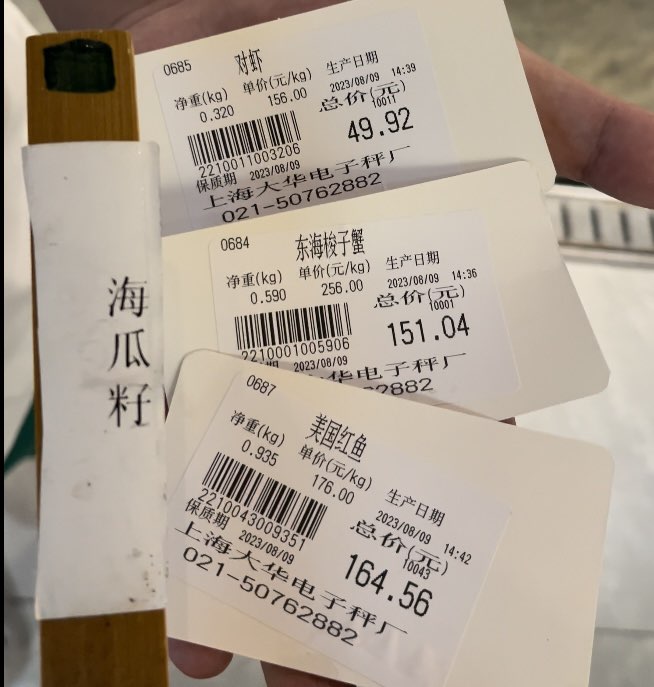 海瓜籽
0685
对虾
净重(kg) 单价(元/kg) 生产日期
0.320 156.00 2023/08/09 14:39
总价(元)
10011
49.92
2210011003206
保质期 2023/08/09
上海大华电子秤厂
021-50762882
0684
东海梭子蟹
净重(kg) 单价(元/kg) 生产日期
0.590 256.00 2023/08/09 14:36
总价(元)
10001
151.04
2210001005906
期 2023/08/09
华电子秤厂
2882
0687
美国红鱼
净重(kg) 单价(元/kg) 生产日期
0.935 176.00 2023/08/09 14:42
总价(元)
10043
164.56
2210043009351
保质期 2023/08/09
上海大华电子秤厂
021-50762882